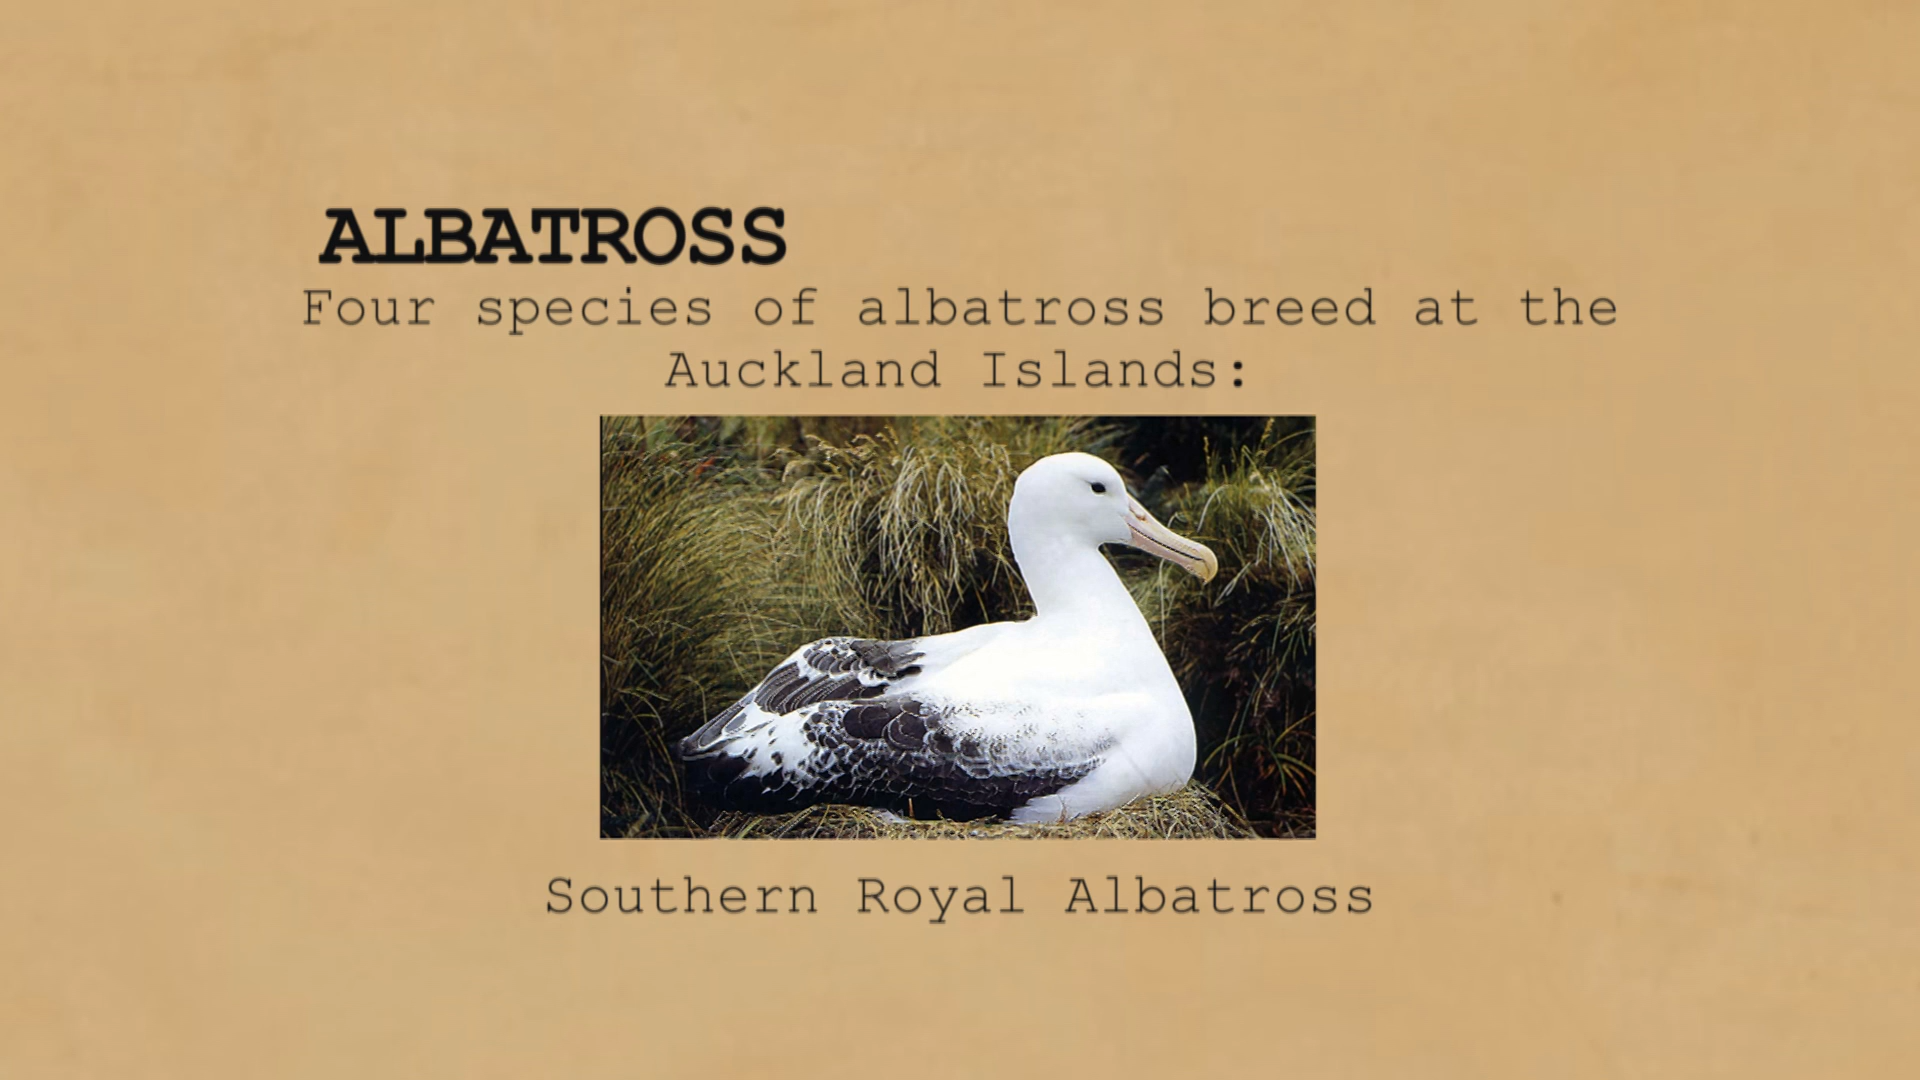 ALBATROSS
Four species of albatross breed at the
Auckland Islands:
Southern Royal Albatross